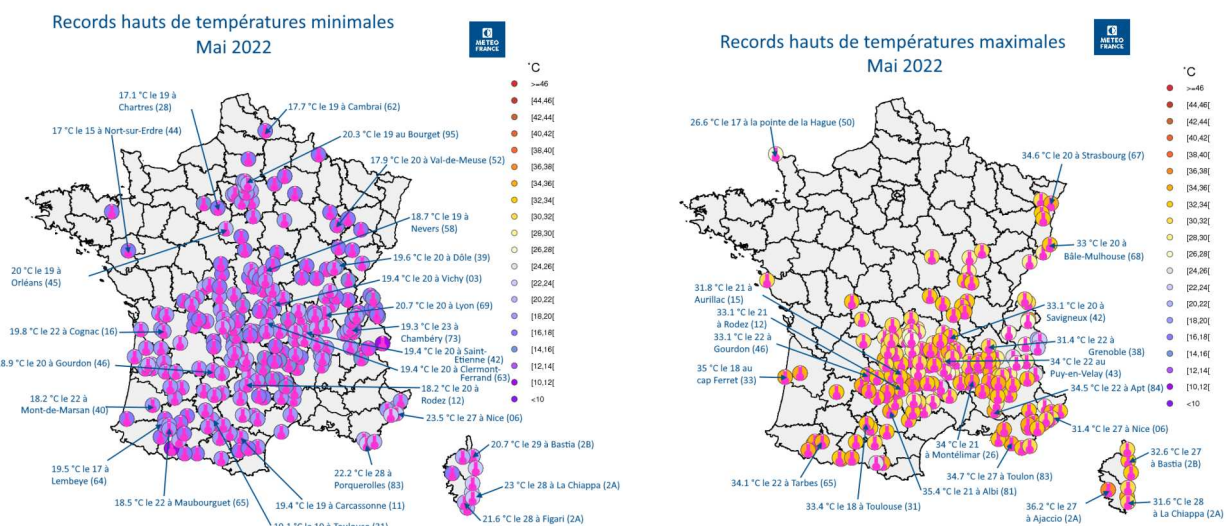 Records hauts de températures minimales
Mai 2022
METEO
FRANCE
°C
>=46
[44,46[
[42,44[
[40,42[
[38,40[
[36,38[
[34,36[
[32,34[
[30,32[
[28,30[
[26,28[
[24,26[
[22,24[
[20,22[
[18,20[
[16,18[
[14,16[
[12,14[
[10,12[
<10
17.1 °C le 19 à
Chartres (28)
17.7 °C le 19 à Cambrai (62)
17 °C le 15 à Nort-sur-Erdre (44)
20.3 °C le 19 au Bourget (95)
17.9 °C le 20 à Val-de-Meuse (52)
18.7 °C le 19 à
Nevers (58)
19.6 °C le 20 à Dôle (39)
20 °C le 19 à
Orléans (45)
19.4 °C le 20 à Vichy (03)
20.7 °C le 20 à Lyon (69)
19.8 °C le 22 à Cognac (16)
19.3 °C le 23 à
Chambéry (73)
19.4 °C le 20 à Saint-
Etienne (42)
8.9 °C le 20 à Gourdon (46)
19.4 °C le 20 à Clermont-
Ferrand (63)
18.2 °C le 20 à
Rodez (12)
18.2 °C le 22 à
Mont-de-Marsan (40)
23.5 °C le 27 à Nice (06)
20.7 °C le 29 à Bastia (2B)
19.5 °C le 17 à
Lembeye (64)
22.2 °C le 28 à
Porquerolles (83)
23 °C le 28 à La Chiappa (2A)
18.5 °C le 22 à Maubourguet (65)
19.4 °C le 19 à Carcassonne (11)
19.1 °C le 19 à Toulouse (31)
21.6 °C le 28 à Figari (2A)
Records hauts de températures maximales
Mai 2022
METEO
FRANCE
°C
>=46
[44,46[
[42,44[
[40,42[
[38,40[
[36,38[
[34,36[
[32,34[
[30,32[
[28,30[
[26,28[
[24,26[
[22,24[
[20,22[
[18,20[
[16,18[
[14,16[
[12,14[
[10,12[
<10
26.6 °C le 17 à la pointe de la Hague (50)
34.6 °C le 20 à Strasbourg (67)
33 °C le 20 à
Bâle-Mulhouse (68)
31.8 °C le 21 à
Aurillac (15)
33.1 °C le 21
à Rodez (12)
33.1 °C le 22 à
Gourdon (46)
33.1 °C le 20 à
Savigneux (42)
31.4 °C le 22 à
Grenoble (38)
34 °C le 22 au
Puy-en-Velay (43)
35 °C le 18 au
cap Ferret (33)
34.5 °C le 22 à Apt (84)
31.4 °C le 27 à Nice (06)
34 °C le 21
à Montélimar (26)
32.6 °C le 27
à Bastia (2B)
34.1 °C le 22 à Tarbes (65)
34.7 °C le 27 à Toulon (83)
35.4 °C le 21 à Albi (81)
33.4 °C le 18 à Toulouse (31)
36.2 °C le 27
à Ajaccio (2A)
31.6 °C le 28
à La Chiappa (2A)